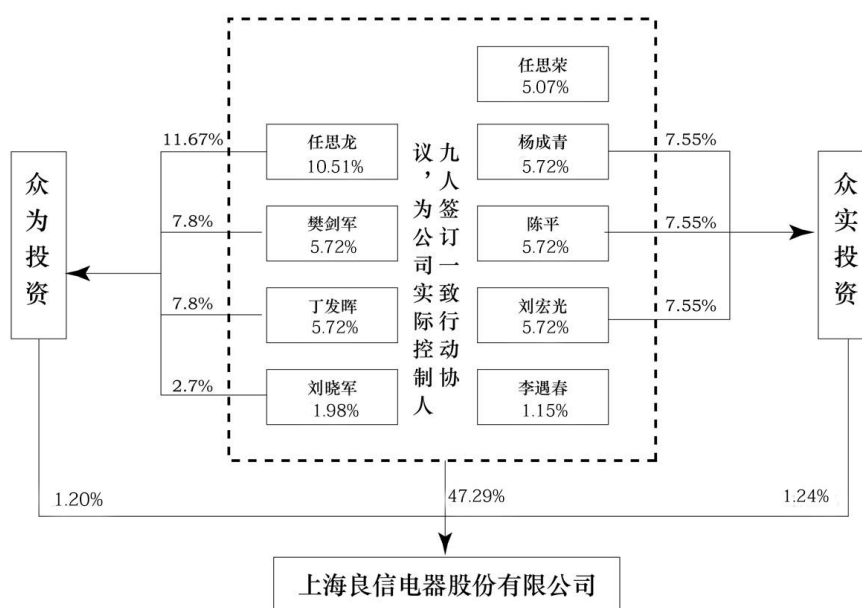 任思荣
5.07%
11.67%
任思龙
10.51%
杨成青
5.72%
7.55%
众为投资
7.8%
樊剑军
5.72%
九人签订一致行动协
议，为公司实际控制人
陈平
5.72%
7.55%
众实投资
7.8%
丁发晖
5.72%
刘宏光
5.72%
7.55%
2.7%
刘晓军
1.98%
李遇春
1.15%
1.20%
47.29%
1.24%
上海良信电器股份有限公司